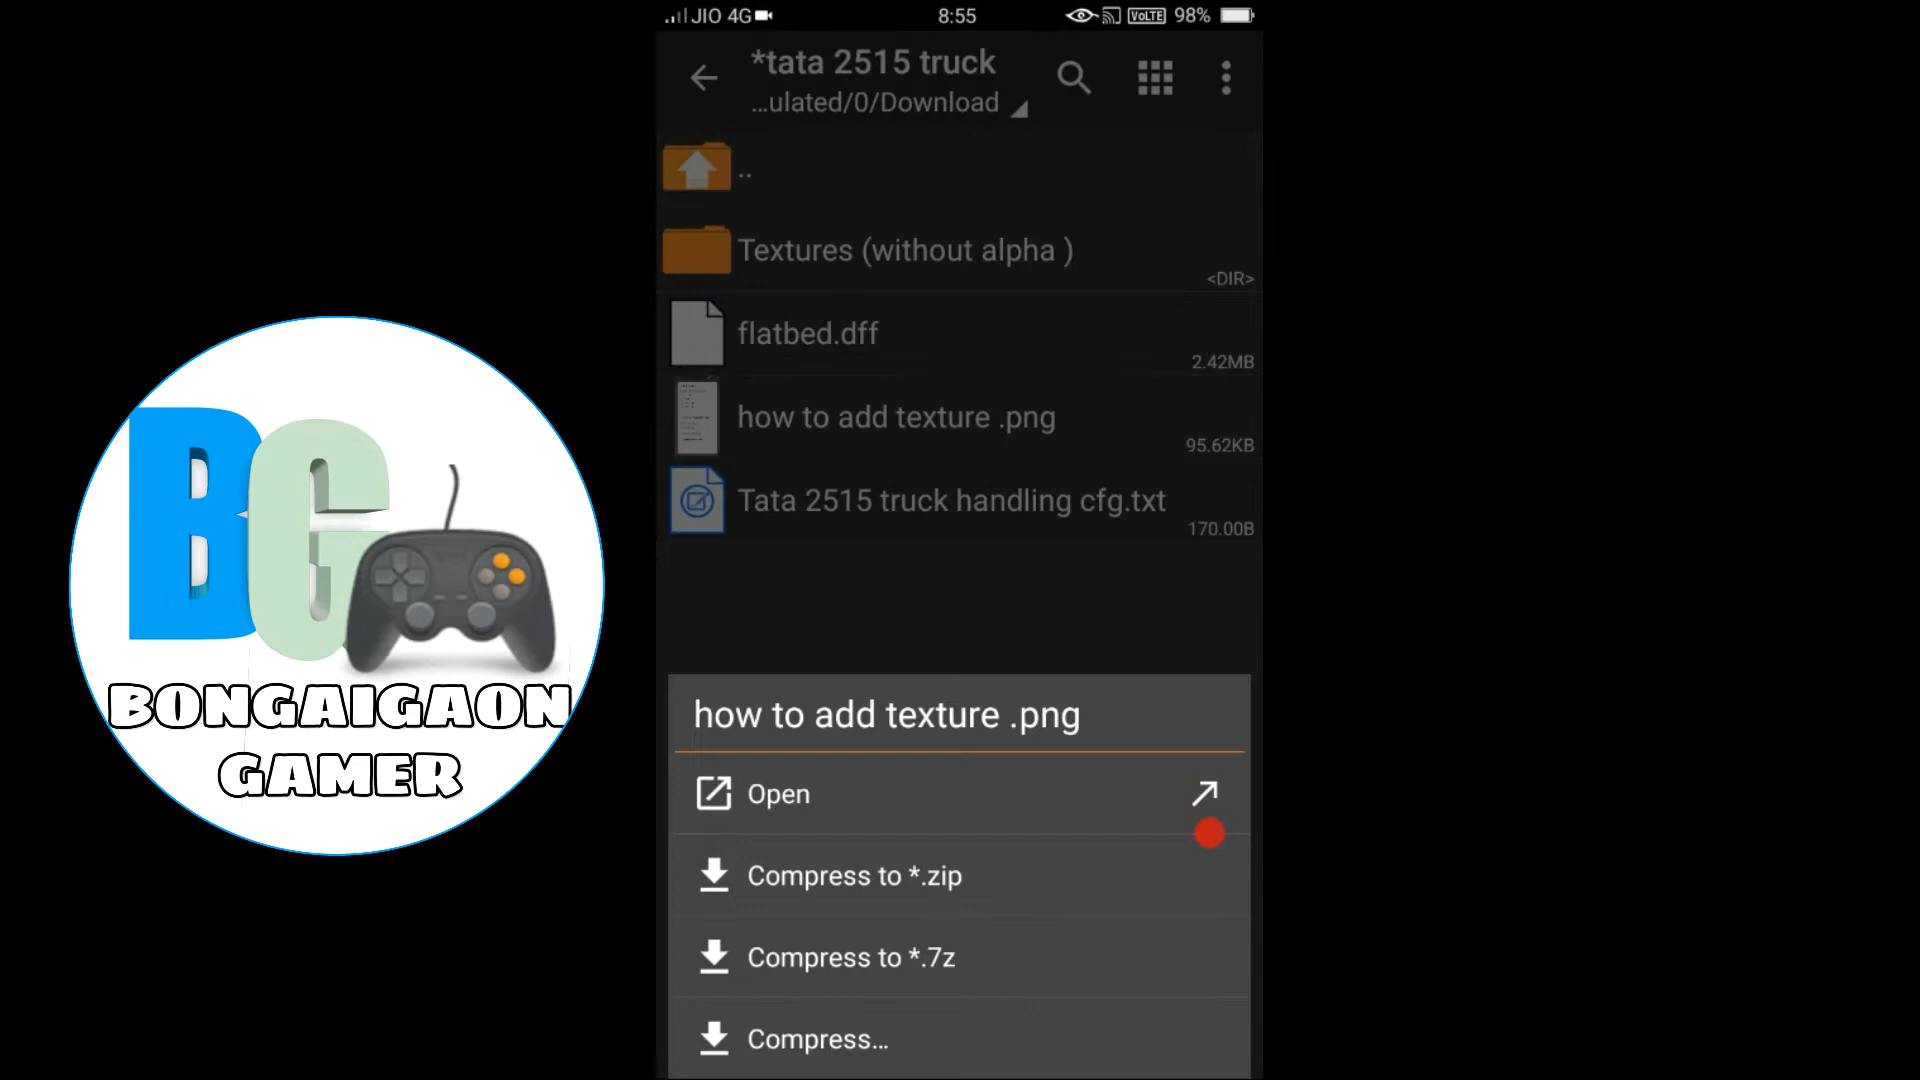 JIO 4G
8:55
VoLTE
98%
*tata 2515 truck
...ulated/0/Download
..
Textures (without alpha )
<DIR>
flatbed.dff
2.42MB
how to add texture .png
95.62KB
Tata 2515 truck handling cfg.txt
170.00B
how to add texture .png
Open
Compress to *.zip
Compress to *.7z
Compress...
BG
BONGAIGAON
GAMER